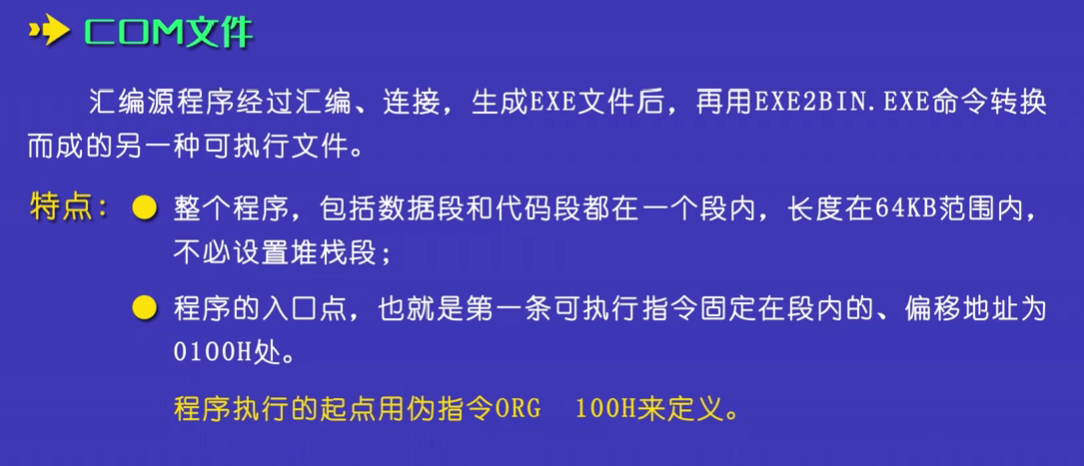 COM文件
汇编源程序经过汇编、连接，生成EXE文件后，再用EXE2BIN.EXE命令转换
而成的另一种可执行文件。
特点： 整个程序，包括数据段和代码段都在一个段内，长度在64KB范围内，
不必设置堆栈段；
程序的入口点，也就是第一条可执行指令固定在段内的、偏移地址为
0100H处。
程序执行的起点用伪指令ORG 100H来定义。